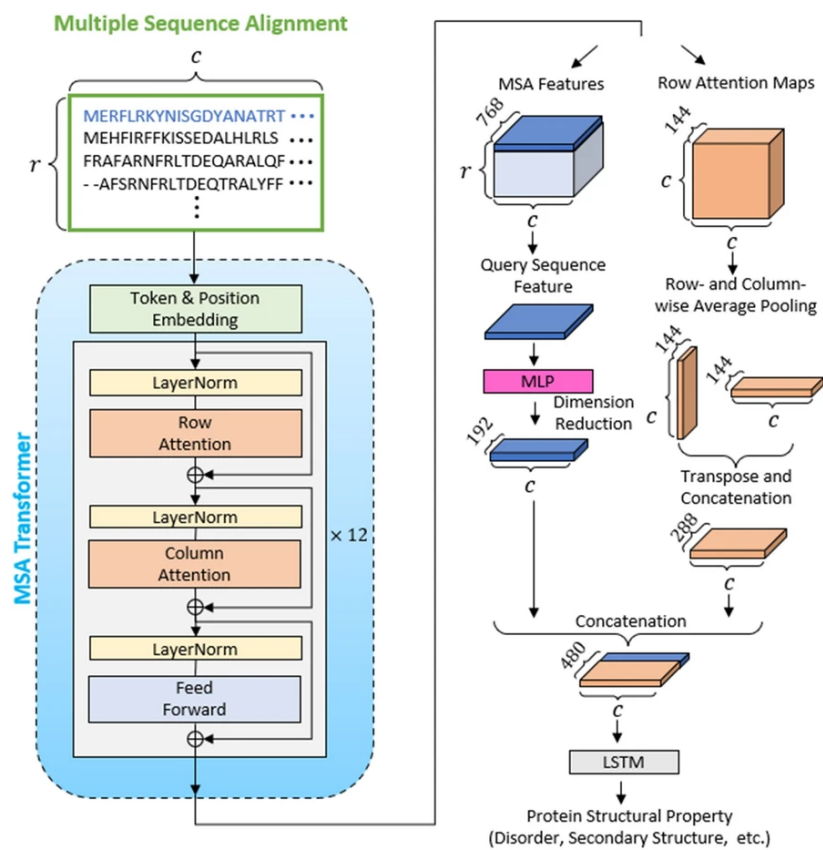 Multiple Sequence Alignment
c
r
MERFLRKYNISGDYANATRT •••
MEHFIRFFKISSEDALHLRLS •••
FRAFARNFRLTDEQARALQF •••
- -AFSRNFRLTDEQTRALYFF •••
MSA Transformer
Token & Position
Embedding
LayerNorm
Row
Attention
LayerNorm
Column
Attention
× 12
LayerNorm
Feed
Forward
MSA Features
768
r
c
Query Sequence
Feature
MLP
Dimension
Reduction
192
c
Row Attention Maps
144
c
c
Row- and Column-
wise Average Pooling
144
c
144
c
Transpose and
Concatenation
288
c
Concatenation
480
c
LSTM
Protein Structural Property
(Disorder, Secondary Structure, etc.)